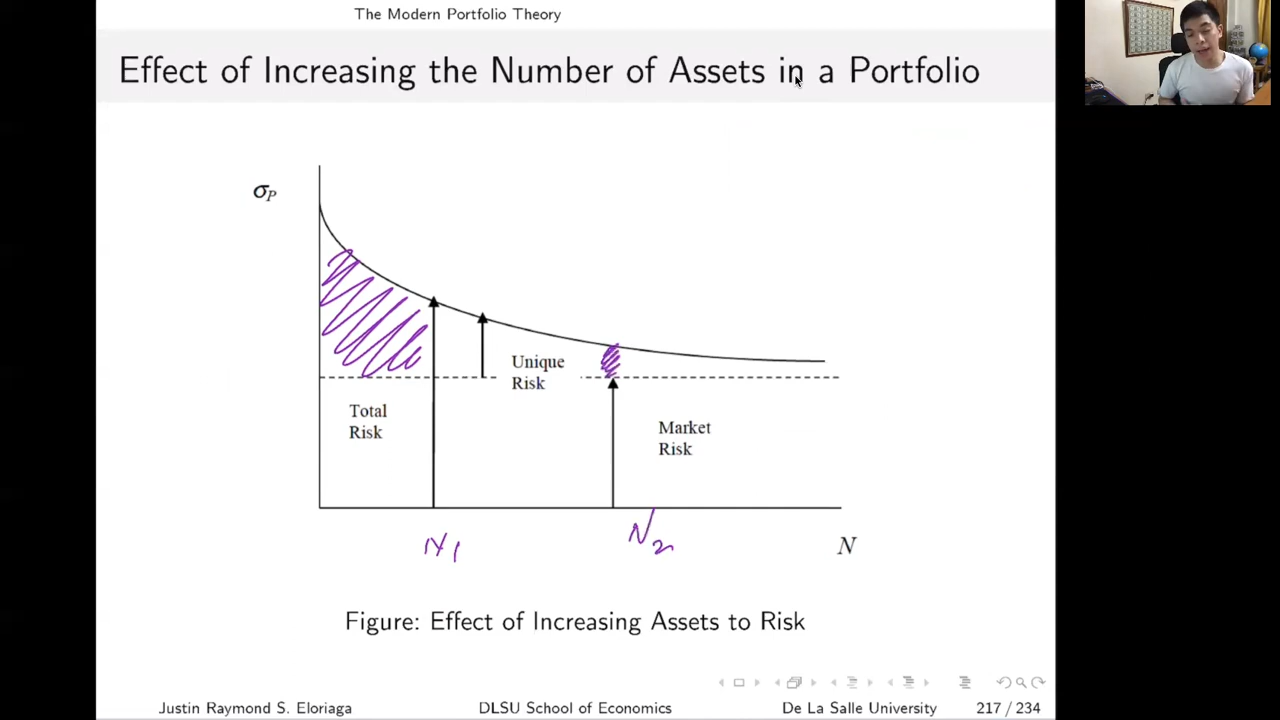 The Modern Portfolio Theory
Effect of Increasing the Number of Assets in a Portfolio
σP
Unique
Risk
Total
Risk
Market
Risk
N1
N2
N
Figure: Effect of Increasing Assets to Risk
Justin Raymond S. Eloriaga
DLSU School of Economics
De La Salle University
217 / 234